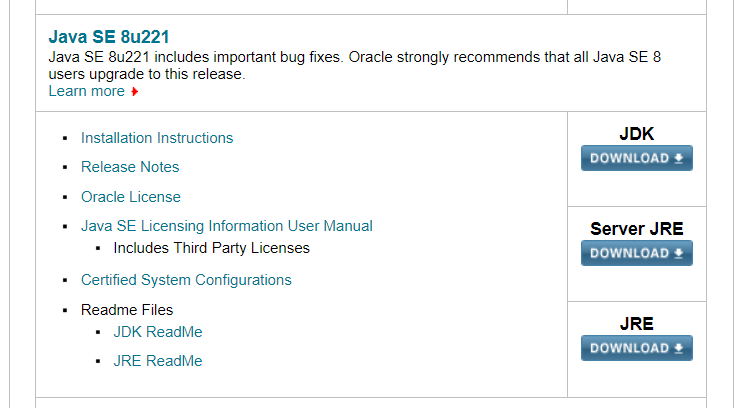 Java SE 8u221
Java SE 8u221 includes important bug fixes. Oracle strongly recommends that all Java SE 8
users upgrade to this release.
Learn more
Installation Instructions
Release Notes
Oracle License
Java SE Licensing Information User Manual
Includes Third Party Licenses
Certified System Configurations
Readme Files
JDK ReadMe
JRE ReadMe
JDK
DOWNLOAD
Server JRE
DOWNLOAD
JRE
DOWNLOAD